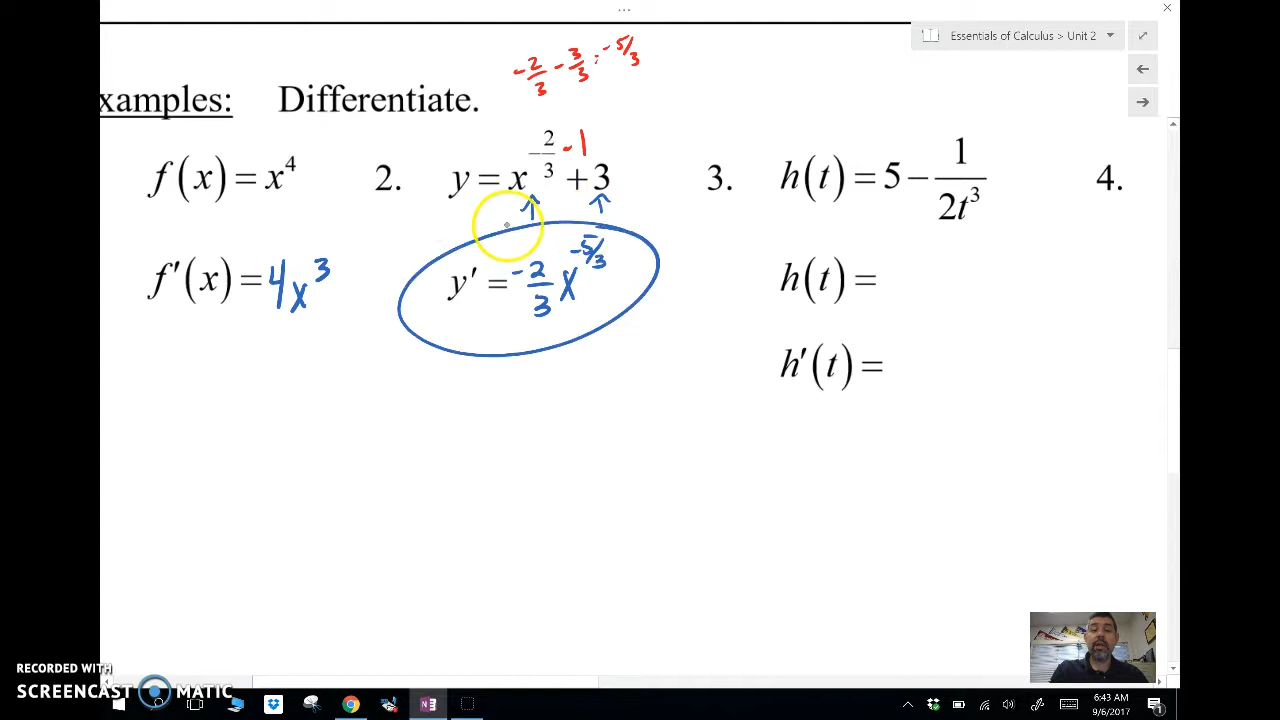 ...
Essentials of Calculus > Unit 2
-2/3 - 3/3 = -5/3
xamples: Differentiate.
f(x) = x^4
2. y = x^{-2/3} -1 + 3
3. h(t) = 5 - 1/(2t^3)
4.
↑ ↑
f'(x) = 4x^3
y' = -2/3 x^{-5/3}
h(t) =
h'(t) =
RECORDED WITH
SCREENCAST MATIC
N3
6:43 AM
9/6/2017
1